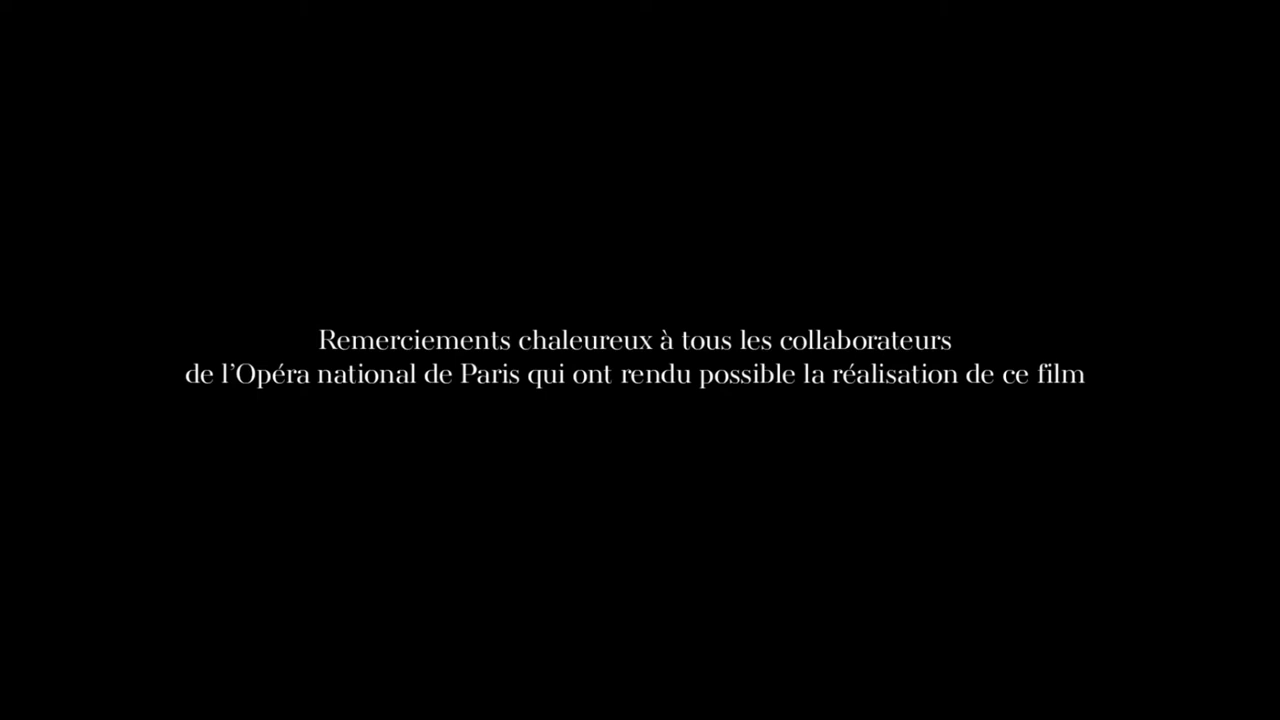 Remerciements chaleureux à tous les collaborateurs
de l’Opéra national de Paris qui ont rendu possible la réalisation de ce film